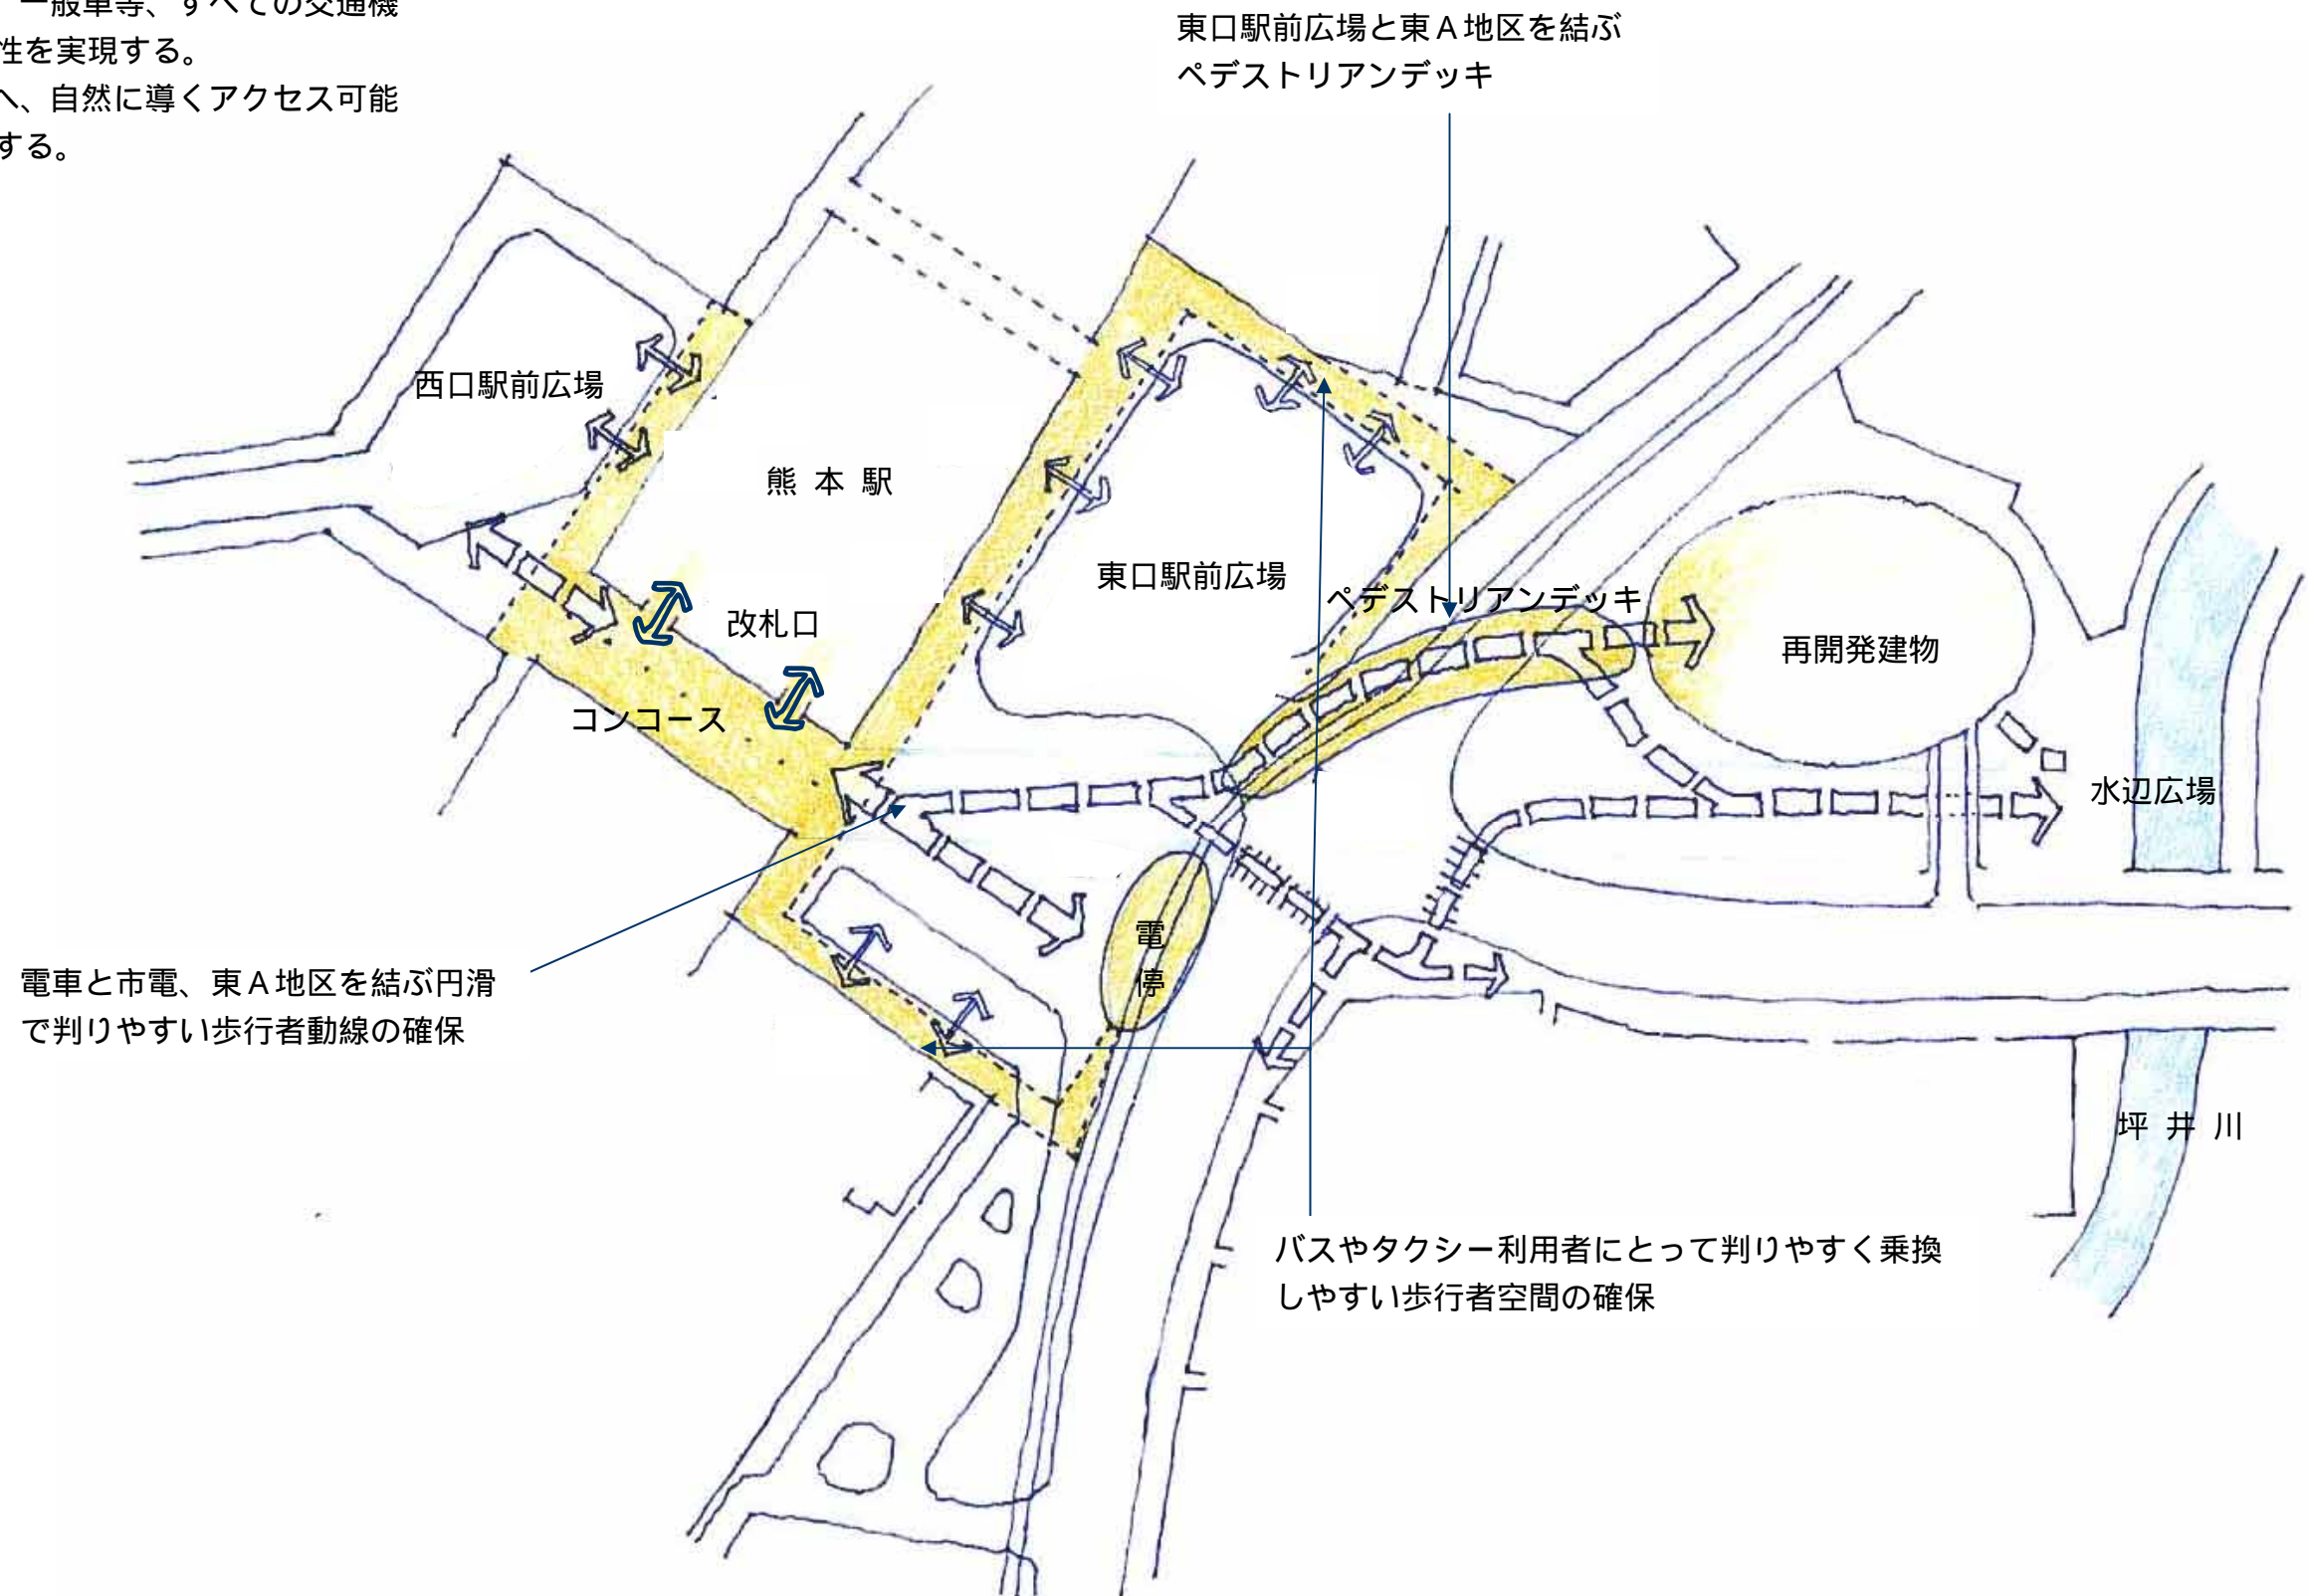 一般車等、すべての交通機
性を実現する。
へ、自然に導くアクセス可能
する。
東口駅前広場と東Ａ地区を結ぶ
ペデストリアンデッキ
西口駅前広場
熊 本 駅
東口駅前広場
ペデストリアンデッキ
改札口
再開発建物
コンコース
水辺広場
電
停
電車と市電、東Ａ地区を結ぶ円滑
で判りやすい歩行者動線の確保
坪 井 川
バスやタクシー利用者にとって判りやすく乗換
しやすい歩行者空間の確保